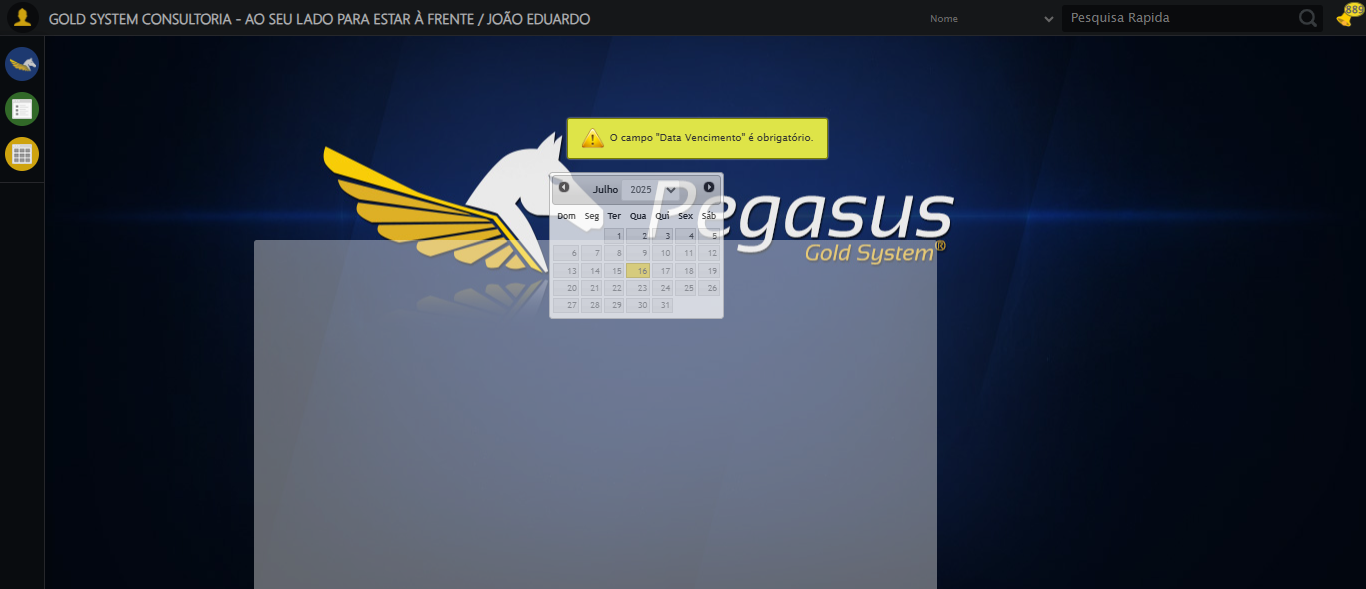 GOLD SYSTEM CONSULTORIA - AO SEU LADO PARA ESTAR À FRENTE / JOÃO EDUARDO
Nome
Pesquisa Rapida
889
O campo "Data Vencimento" é obrigatório.
Julho 2025
Dom Seg Ter Qua Qui Sex Sáb
1 2 3 4 5
6 7 8 9 10 11 12
13 14 15 16 17 18 19
20 21 22 23 24 25 26
27 28 29 30 31
Pegasus
Gold System®